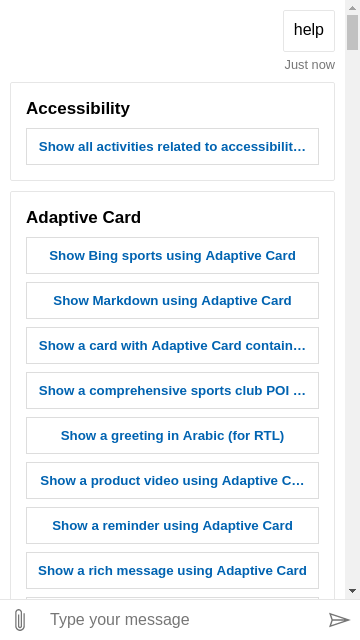 help
Just now
Accessibility
Show all activities related to accessibilit…
Adaptive Card
Show Bing sports using Adaptive Card
Show Markdown using Adaptive Card
Show a card with Adaptive Card contain…
Show a comprehensive sports club POI …
Show a greeting in Arabic (for RTL)
Show a product video using Adaptive C…
Show a reminder using Adaptive Card
Show a rich message using Adaptive Card
Type your message